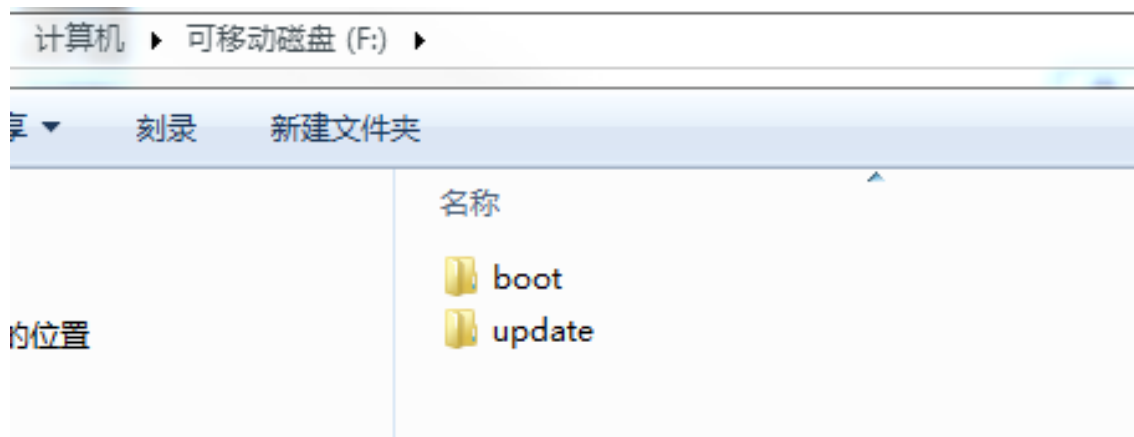 计算机 ▶ 可移动磁盘 (F:) ▶
享 刻录 新建文件夹
名称
boot
的位置
update